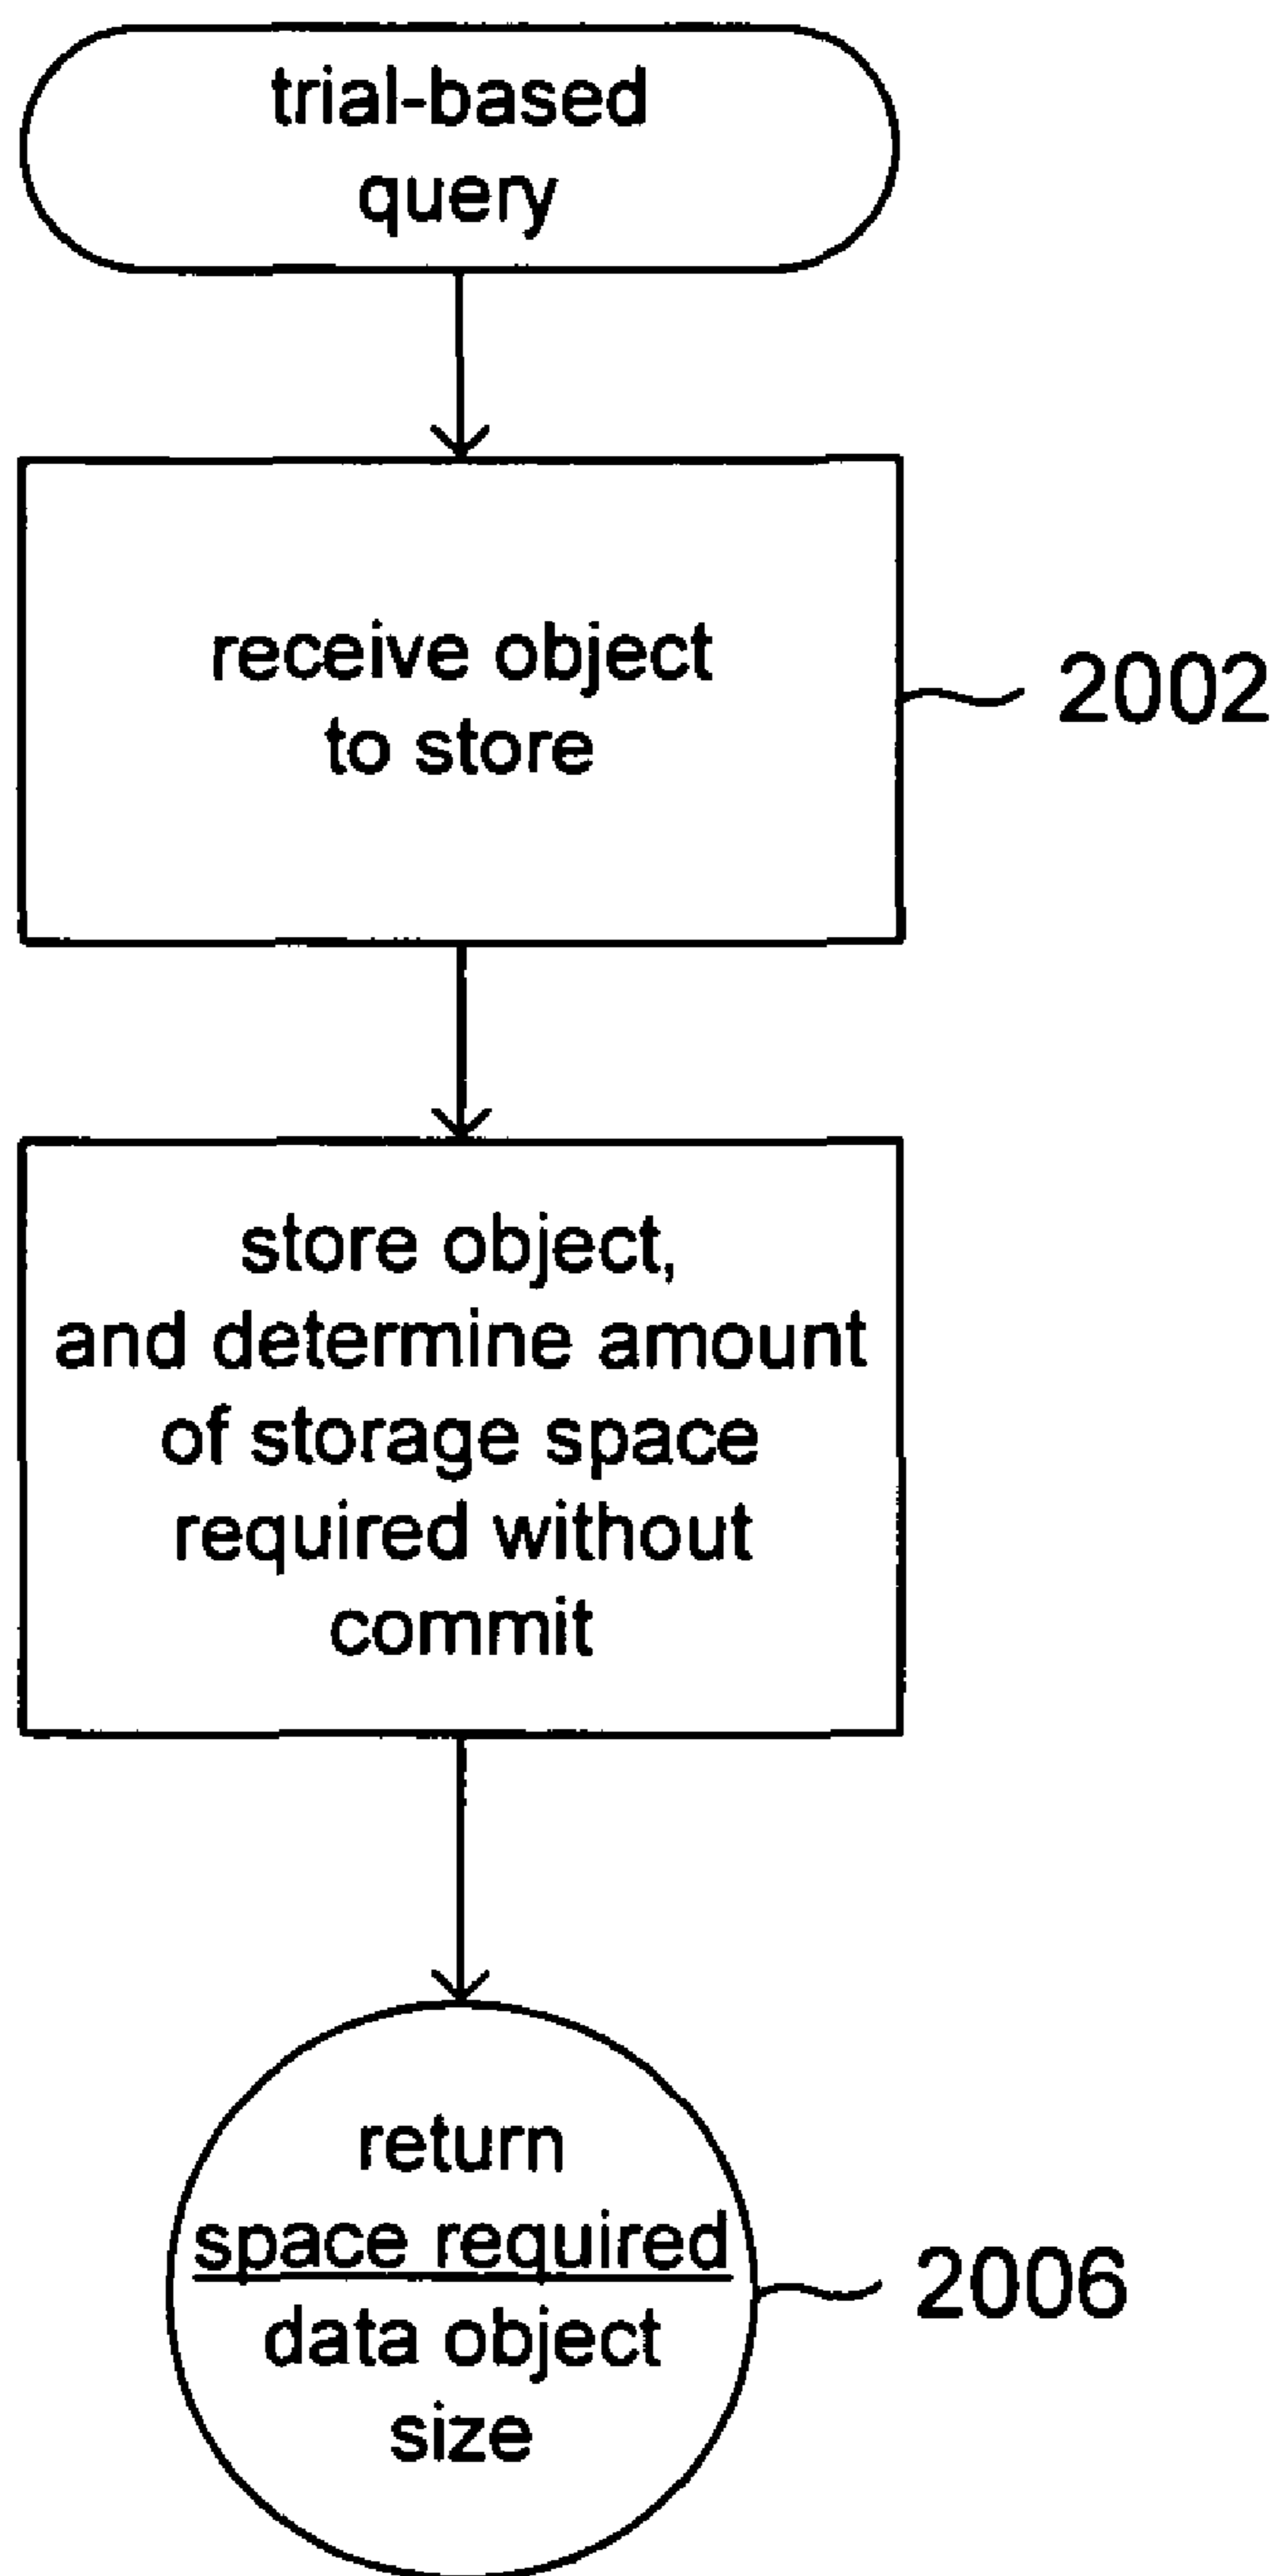 trial-based
query
receive object
to store
2002
store object,
and determine amount
of storage space
required without
commit
return
space required
data object
size
2006